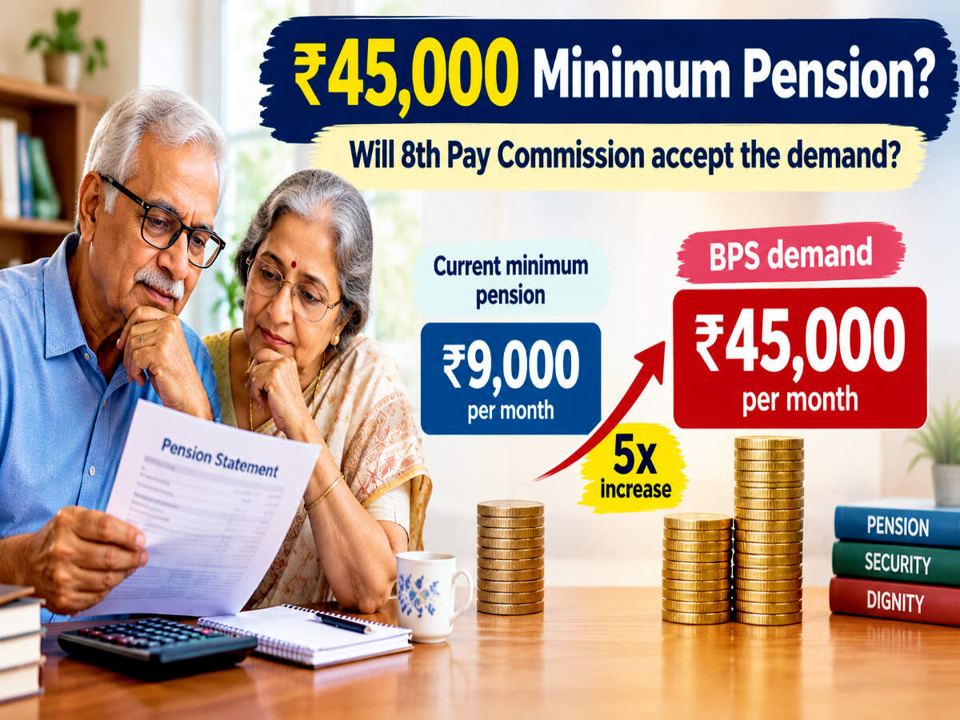 ₹45,000 Minimum Pension?
Will 8th Pay Commission accept the demand?
Current minimum
pension
₹9,000
per month
BPS demand
₹45,000
per month
5x
increase
Pension Statement
PENSION
SECURITY
DIGNITY